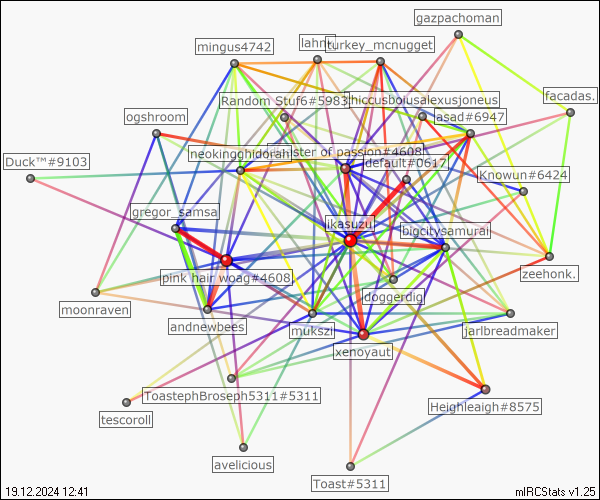 gazpachoman
lahn
turkey_mcnugget
mingus4742
Random Stuf6#5983
chiccusboiusalexusjoneus
facadas.
ogshroom
asad#6947
Duck™#9103
neokingghidorah
ister of passion#4608
default#0617
Knowun#6424
gregor_samsa
ikasuzu
bigcitysamurai
pink hair woag#4608
zeehonk.
doggerdig
moonraven
andnewbees
mukszi
jarlbreadmaker
xenoyaut
ToastephBroseph5311#5311
Heighleaigh#8575
tescoroll
avelicious
Toast#5311
19.12.2024 12:41
mIRCStats v1.25